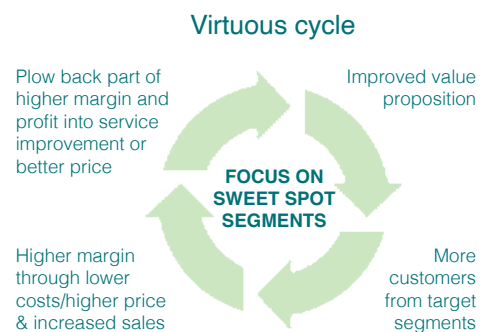 Virtuous cycle
Plow back part of
higher margin and
profit into service
improvement or
better price
Improved value
proposition
FOCUS ON
SWEET SPOT
SEGMENTS
Higher margin
through lower
costs/higher price
& increased sales
More
customers
from target
segments